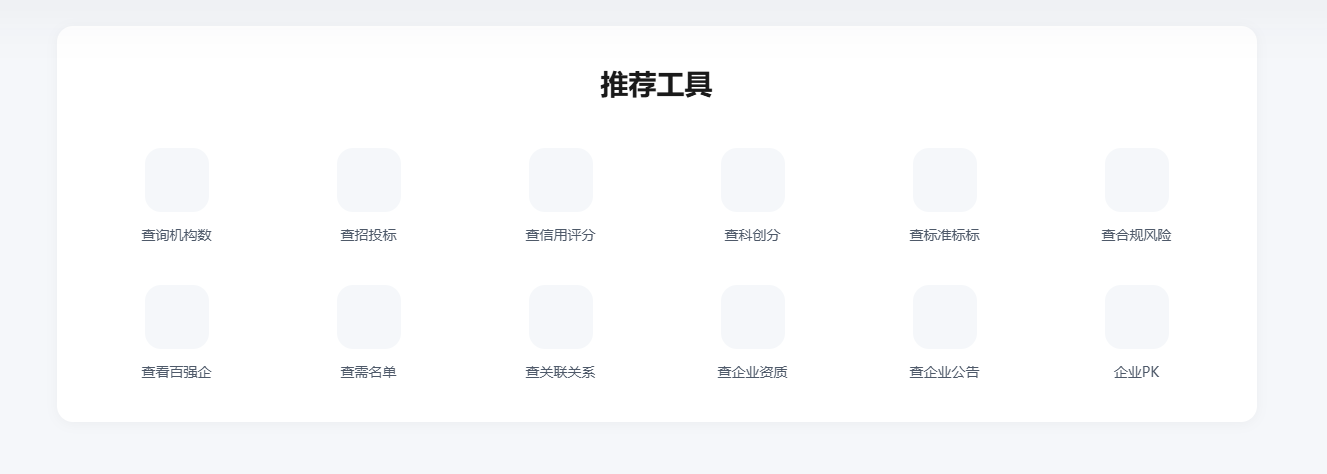 推荐工具
查询机构数
查招投标
查信用评分
查科创分
查标准标标
查合规风险
查看百强企
查需名单
查关联关系
查企业资质
查企业公告
企业PK